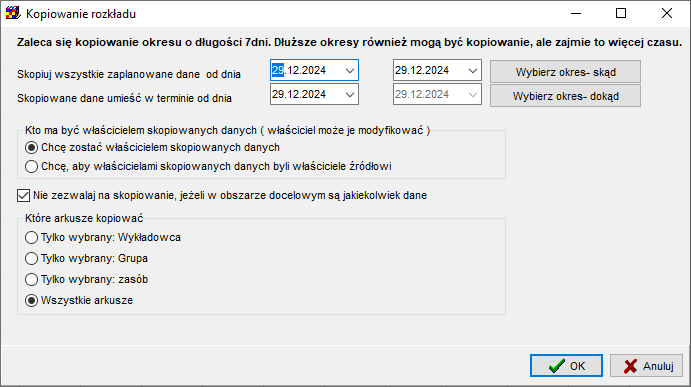 Kopiowanie rozkładu
Zaleca się kopiowanie okresu o długości 7dni. Dłuższe okresy również mogą być kopiowanie, ale zajmie to więcej czasu.
Skopiuj wszystkie zaplanowane dane od dnia 29.12.2024 29.12.2024 Wybierz okres- skąd
Skopiowane dane umieść w terminie od dnia 29.12.2024 29.12.2024 Wybierz okres- dokąd
Kto ma być właścicielem skopiowanych danych ( właściciel może je modyfikować )
Chcę zostać właścicielem skopiowanych danych
Chcę, aby właścicielami skopiowanych danych byli właściciele źródłowi
Nie zezwalaj na skopiowanie, jeżeli w obszarze docelowym są jakiekolwiek dane
Które arkusze kopiować
Tylko wybrany: Wykładowca
Tylko wybrany: Grupa
Tylko wybrany: zasób
Wszystkie arkusze
OK Anuluj